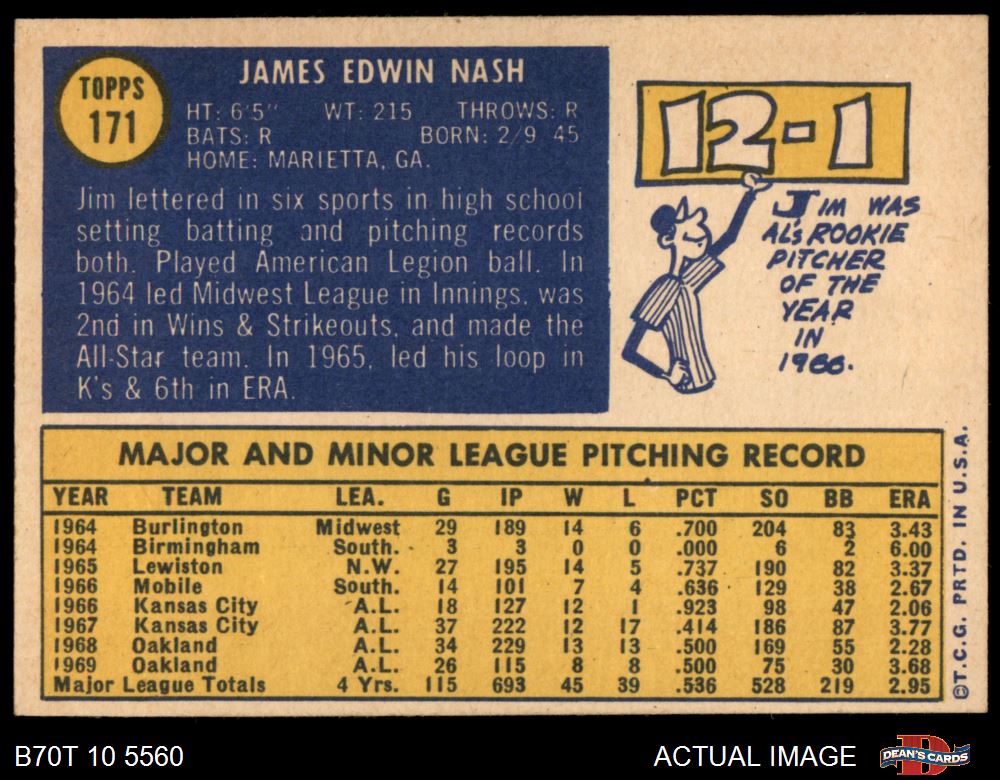 TOPPS
171
JAMES EDWIN NASH
HT: 6'5" WT: 215 THROWS: R
BATS: R BORN: 2/9 45
HOME: MARIETTA, GA.
Jim lettered in six sports in high school
setting batting and pitching records
both. Played American Legion ball. In
1964 led Midwest League in Innings, was
2nd in Wins & Strikeouts, and made the
All-Star team. In 1965, led his loop in
K's & 6th in ERA.
12-1
JIM WAS
AL's ROOKIE
PITCHER
OF THE
YEAR
IN
1966.
MAJOR AND MINOR LEAGUE PITCHING RECORD
YEAR TEAM LEA. G IP W L PCT SO BB ERA
1964 Burlington Midwest 29 189 14 6 .700 204 83 3.43
1964 Birmingham South. 3 3 0 0 .000 6 2 6.00
1965 Lewiston N.W. 27 195 14 5 .737 190 82 3.37
1966 Mobile South. 14 101 7 4 .636 129 38 2.67
1966 Kansas City A.L. 18 127 12 1 .923 98 47 2.06
1967 Kansas City A.L. 37 222 12 17 .414 186 87 3.77
1968 Oakland A.L. 34 229 13 13 .500 169 55 2.28
1969 Oakland A.L. 26 115 8 8 .500 75 30 3.68
Major League Totals 4 Yrs. 115 693 45 39 .536 528 219 2.95
©T.C.G. PRTD. IN U.S.A.
B70T 10 5560
ACTUAL IMAGE
DEAN'S CARDS